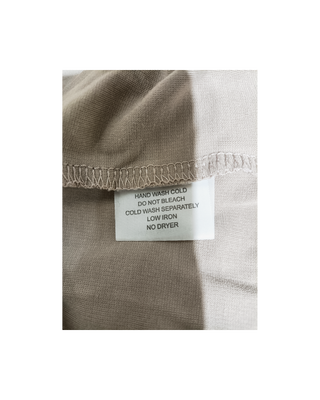 HAND WASH COLD
DO NOT BLEACH
COLD WASH SEPARATELY
LOW IRON
NO DRYER